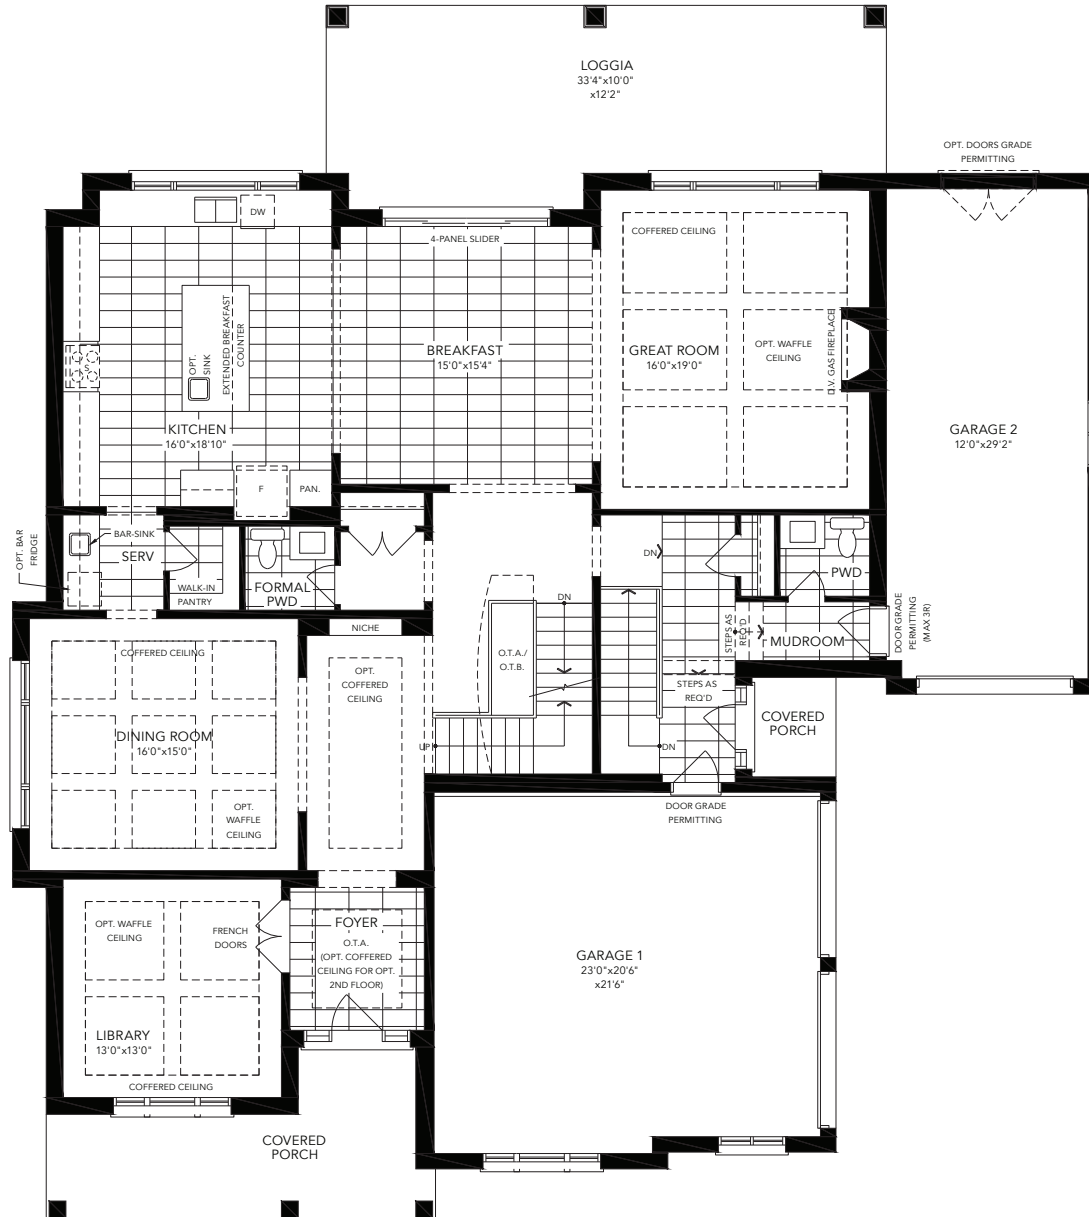 LOGGIA
33'4"x10'0"
x12'2"
OPT. DOORS GRADE
PERMITTING
DW
4-PANEL SLIDER
COFFERED CEILING
EXTENDED BREAKFAST
COUNTER
OPT.
SINK
S
BREAKFAST
15'0"x15'4"
GREAT ROOM
16'0"x19'0"
OPT. WAFFLE
CEILING
D.V. GAS FIREPLACE
KITCHEN
16'0"x18'10"
GARAGE 2
12'0"x29'2"
F
PAN.
OPT. BAR
FRIDGE
BAR-SINK
SERV
WALK-IN
PANTRY
FORMAL
PWD
DN
PWD
DN
NICHE
STEPS AS
REQ'D
MUDROOM
DOOR GRADE
PERMITTING
(MAX 3R)
COFFERED CEILING
OPT.
COFFERED
CEILING
O.T.A./
O.T.B.
STEPS AS
REQ'D
DINING ROOM
16'0"x15'0"
COVERED
PORCH
UP
DN
OPT.
WAFFLE
CEILING
DOOR GRADE
PERMITTING
OPT. WAFFLE
CEILING
FRENCH
DOORS
FOYER
O.T.A.
(OPT. COFFERED
CEILING FOR OPT.
2ND FLOOR)
GARAGE 1
23'0"x20'6"
x21'6"
LIBRARY
13'0"x13'0"
COFFERED CEILING
COVERED
PORCH